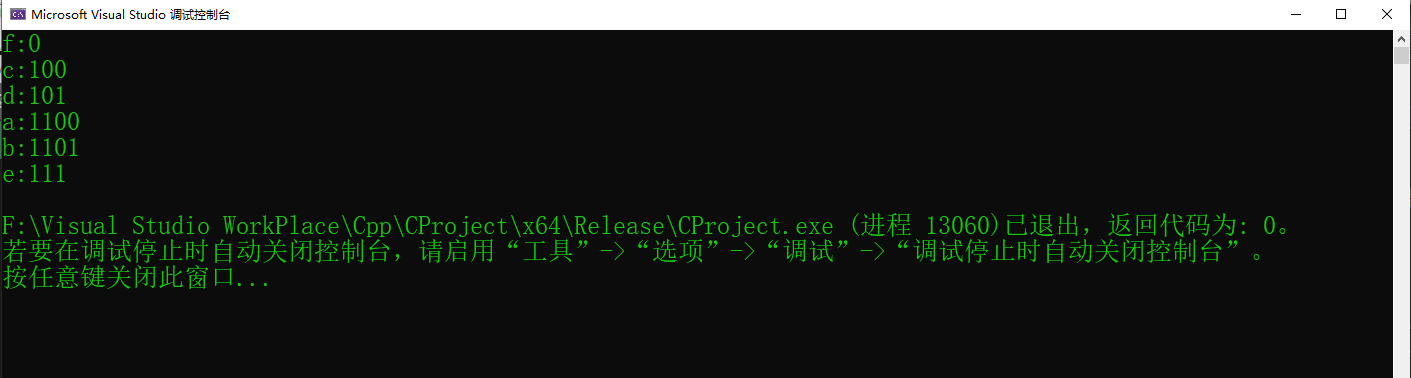 Microsoft Visual Studio 调试控制台
f:0
c:100
d:101
a:1100
b:1101
e:111
F:\Visual Studio WorkPlace\Cpp\CProject\x64\Release\CProject.exe (进程 13060)已退出，返回代码为: 0。
若要在调试停止时自动关闭控制台，请启用“工具”->“选项”->“调试”->“调试停止时自动关闭控制台”。
按任意键关闭此窗口...